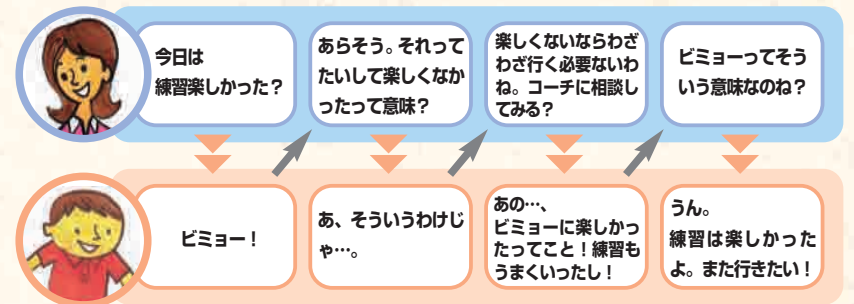 今日は
練習楽しかった?
ビミョー!
あらそう。それって
たいして楽しくなか
ったって意味?
あ、そういうわけじ
ゃ…。
楽しくないならわざ
わざ行く必要ないわ
ね。コーチに相談し
てみる?
あの…、
ビミョーに楽しかっ
たってこと!練習も
うまくいったし!
ビミョーってそう
いう意味なのね?
うん。
練習は楽しかった
よ。また行きたい!